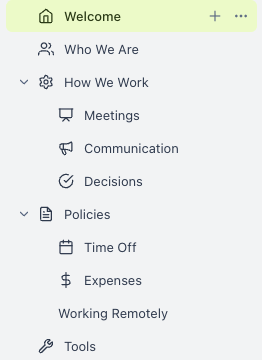 Welcome
Who We Are
How We Work
Meetings
Communication
Decisions
Policies
Time Off
Expenses
Working Remotely
Tools